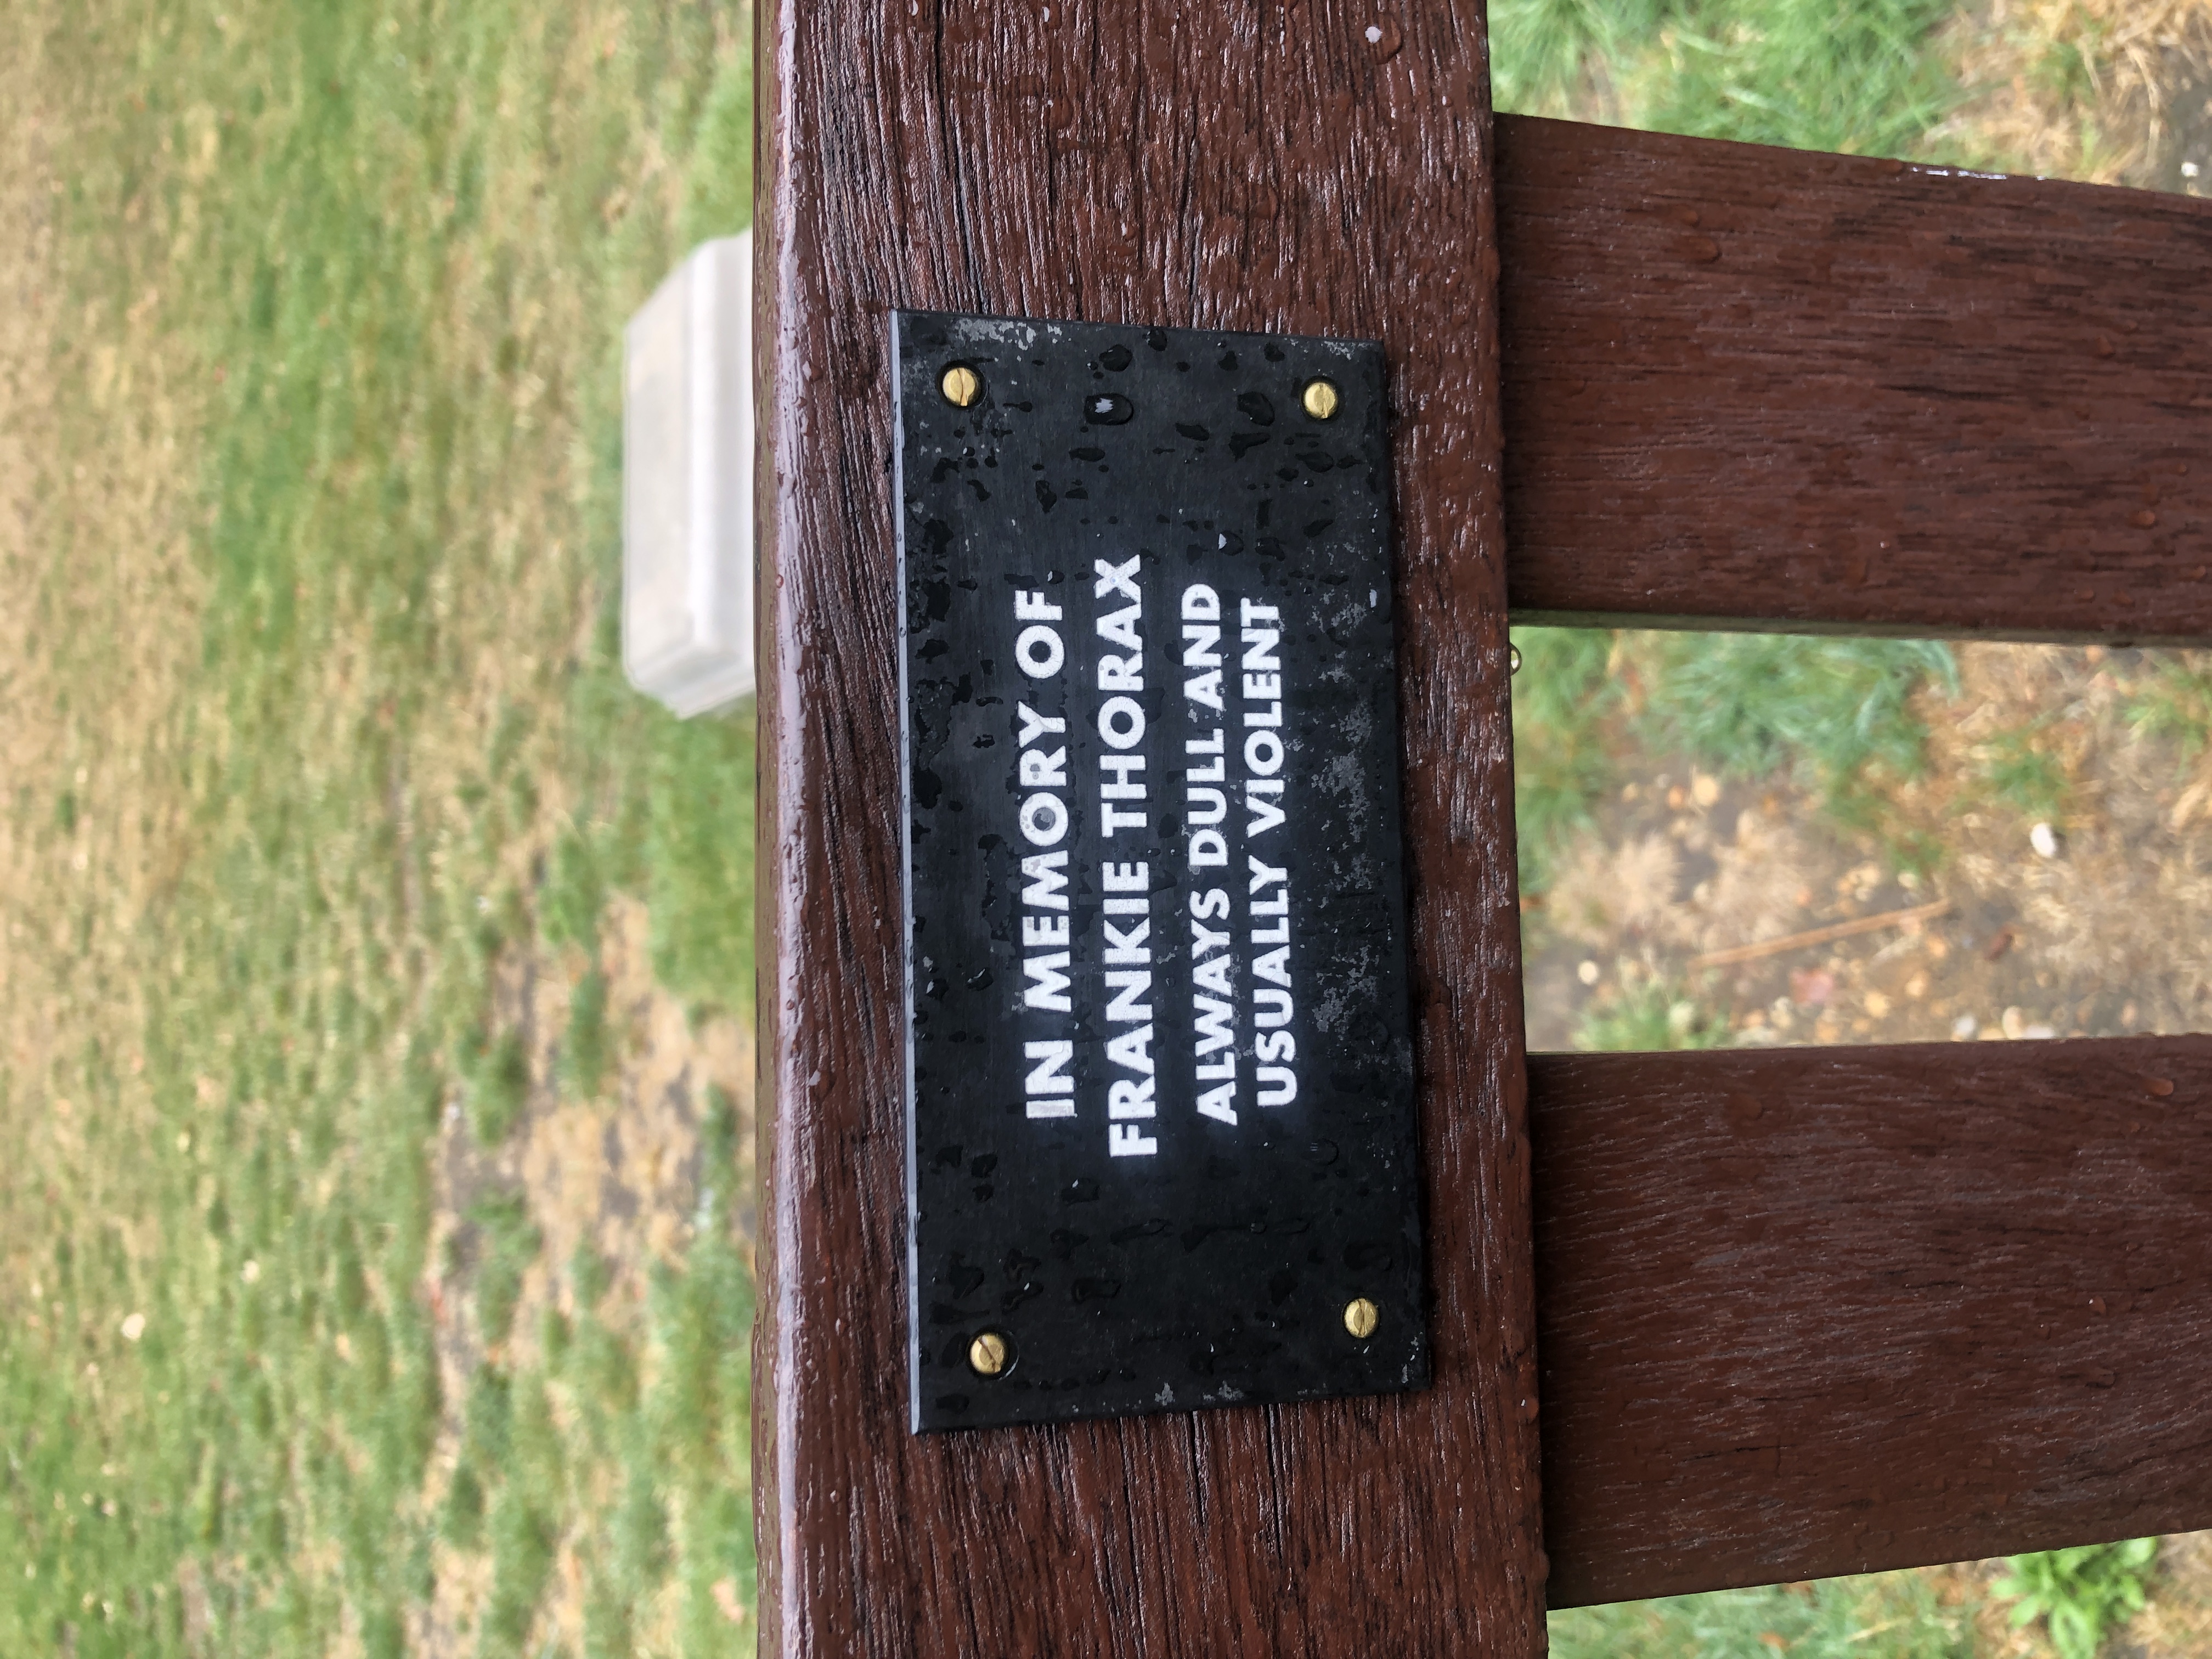 IN MEMORY OF
FRANKIE THORAX
ALWAYS DULL AND
USUALLY VIOLENT